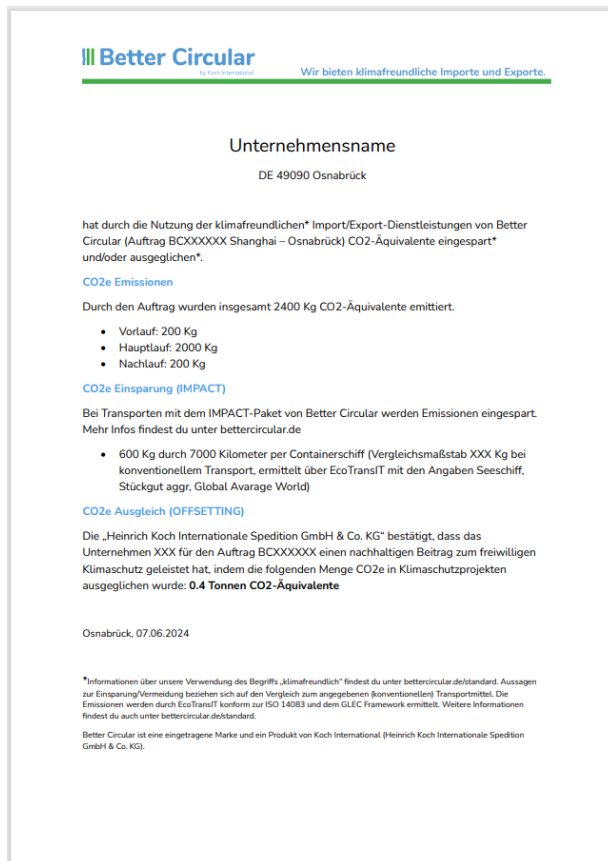 Better Circular
by Koch International
Wir bieten klimafreundliche Importe und Exporte.
Unternehmensname
DE 49090 Osnabrück
hat durch die Nutzung der klimafreundlichen* Import/Export-Dienstleistungen von Better
Circular (Auftrag BCXXXXXX Shanghai – Osnabrück) CO2-Äquivalente eingespart*
und/oder ausgeglichen*.
CO2e Emissionen
Durch den Auftrag wurden insgesamt 2400 Kg CO2-Äquivalente emittiert.
• Vorlauf: 200 Kg
• Hauptlauf: 2000 Kg
• Nachlauf: 200 Kg
CO2e Einsparung (IMPACT)
Bei Transporten mit dem IMPACT-Paket von Better Circular werden Emissionen eingespart.
Mehr Infos findest du unter bettercircular.de
• 600 Kg durch 7000 Kilometer per Containerschiff (Vergleichsmaßstab XXX Kg bei
konventionellem Transport, ermittelt über EcoTransIT mit den Angaben Seeschiff,
Stückgut aggr, Global Avarage World)
CO2e Ausgleich (OFFSETTING)
Die „Heinrich Koch Internationale Spedition GmbH & Co. KG“ bestätigt, dass das
Unternehmen XXX für den Auftrag BCXXXXXX einen nachhaltigen Beitrag zum freiwilligen
Klimaschutz geleistet hat, indem die folgenden Menge CO2e in Klimaschutzprojekten
ausgeglichen wurde: 0.4 Tonnen CO2-Äquivalente
Osnabrück, 07.06.2024
*Informationen über unsere Verwendung des Begriffs „klimafreundlich“ findest du unter bettercircular.de/standard. Aussagen
zur Einsparung/Vermeidung beziehen sich auf den Vergleich zum angegebenen (konventionellen) Transportmittel. Die
Emissionen werden durch EcoTransIT konform zur ISO 14083 und dem GLEC Framework ermittelt. Weitere Informationen
findest du auch unter bettercircular.de/standard.
Better Circular ist eine eingetragene Marke und ein Produkt von Koch International (Heinrich Koch Internationale Spedition
GmbH & Co. KG).